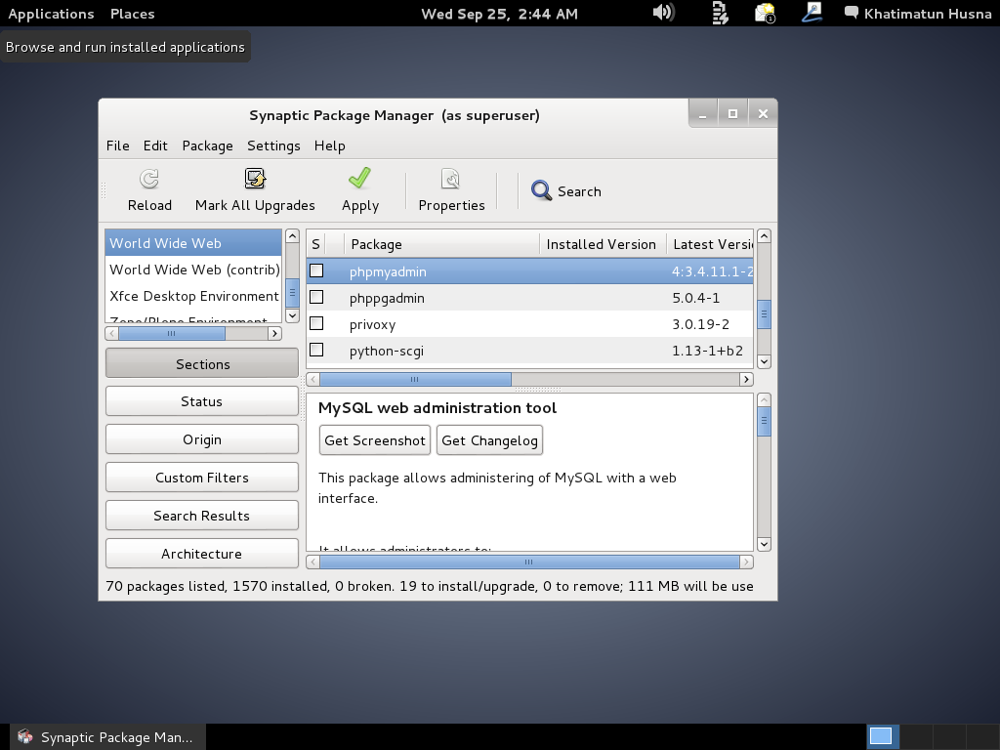 Applications Places Wed Sep 25, 2:44 AM Khatimatun Husna
Browse and run installed applications
Synaptic Package Manager (as superuser)
File Edit Package Settings Help
Reload Mark All Upgrades Apply Properties Search
World Wide Web
World Wide Web (contrib)
Xfce Desktop Environment
Zope/Plone Environment
S Package Installed Version Latest Versi
phpmyadmin 4:3.4.11.1-2
phppgadmin 5.0.4-1
privoxy 3.0.19-2
python-scgi 1.13-1+b2
Sections
Status
Origin
Custom Filters
Search Results
Architecture
MySQL web administration tool
Get Screenshot Get Changelog
This package allows administering of MySQL with a web
interface.
It allows administrators to:
70 packages listed, 1570 installed, 0 broken. 19 to install/upgrade, 0 to remove; 111 MB will be use
Synaptic Package Man...